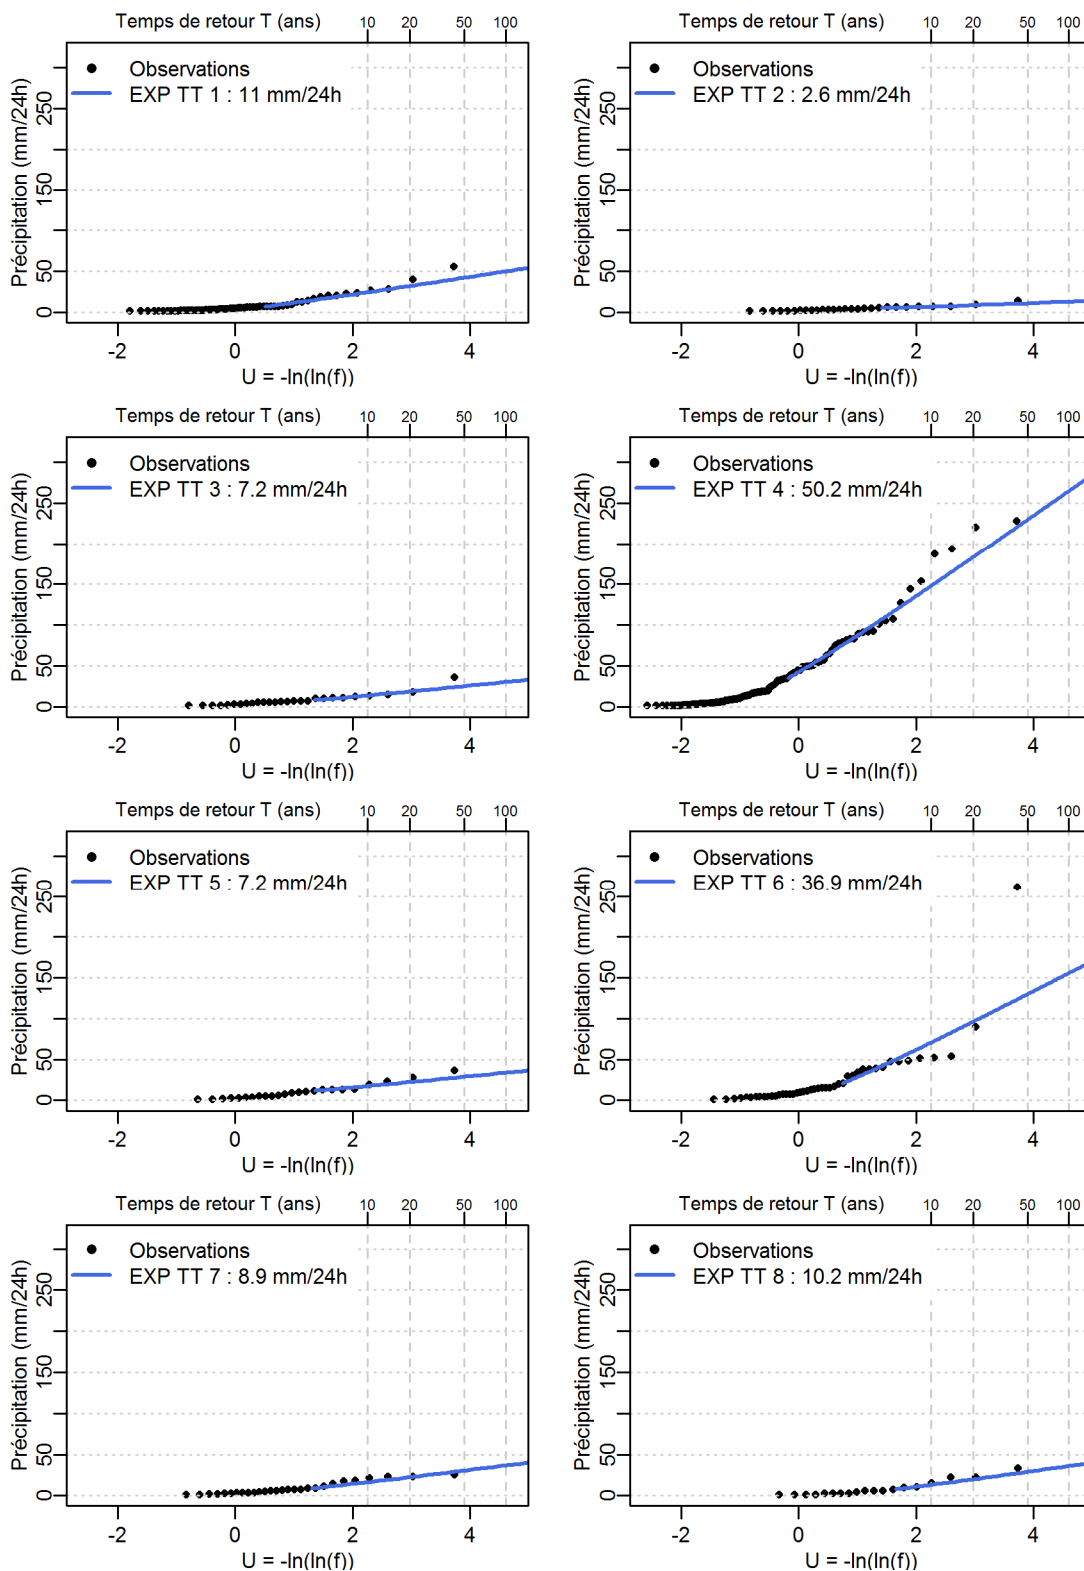 Temps de retour T (ans) 10 20 50 100
Précipitation (mm/24h)
0 50 150 250
Observations
EXP TT 1 : 11 mm/24h
-2 0 2 4
U = -ln(ln(f))
Temps de retour T (ans) 10 20 50 100
Précipitation (mm/24h)
0 50 150 250
Observations
EXP TT 2 : 2.6 mm/24h
-2 0 2 4
U = -ln(ln(f))
Temps de retour T (ans) 10 20 50 100
Précipitation (mm/24h)
0 50 150 250
Observations
EXP TT 3 : 7.2 mm/24h
-2 0 2 4
U = -ln(ln(f))
Temps de retour T (ans) 10 20 50 100
Précipitation (mm/24h)
0 50 150 250
Observations
EXP TT 4 : 50.2 mm/24h
-2 0 2 4
U = -ln(ln(f))
Temps de retour T (ans) 10 20 50 100
Précipitation (mm/24h)
0 50 150 250
Observations
EXP TT 5 : 7.2 mm/24h
-2 0 2 4
U = -ln(ln(f))
Temps de retour T (ans) 10 20 50 100
Précipitation (mm/24h)
0 50 150 250
Observations
EXP TT 6 : 36.9 mm/24h
-2 0 2 4
U = -ln(ln(f))
Temps de retour T (ans) 10 20 50 100
Précipitation (mm/24h)
0 50 150 250
Observations
EXP TT 7 : 8.9 mm/24h
-2 0 2 4
U = -ln(ln(f))
Temps de retour T (ans) 10 20 50 100
Précipitation (mm/24h)
0 50 150 250
Observations
EXP TT 8 : 10.2 mm/24h
-2 0 2 4
U = -ln(ln(f))